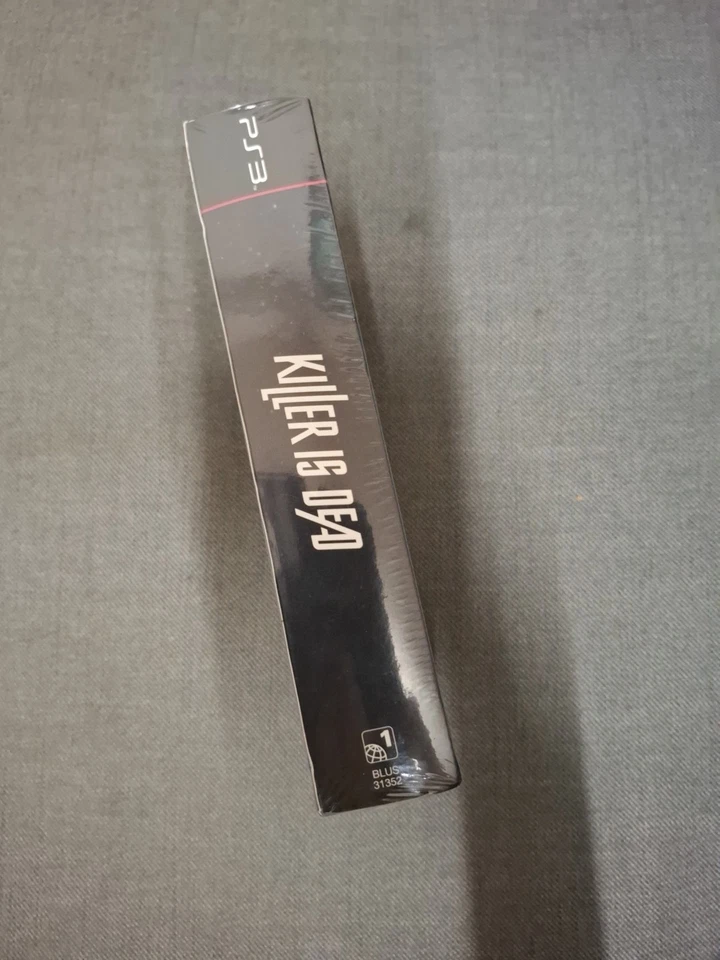 PS3
KILLER IS DEAD
1
BLUS
31352